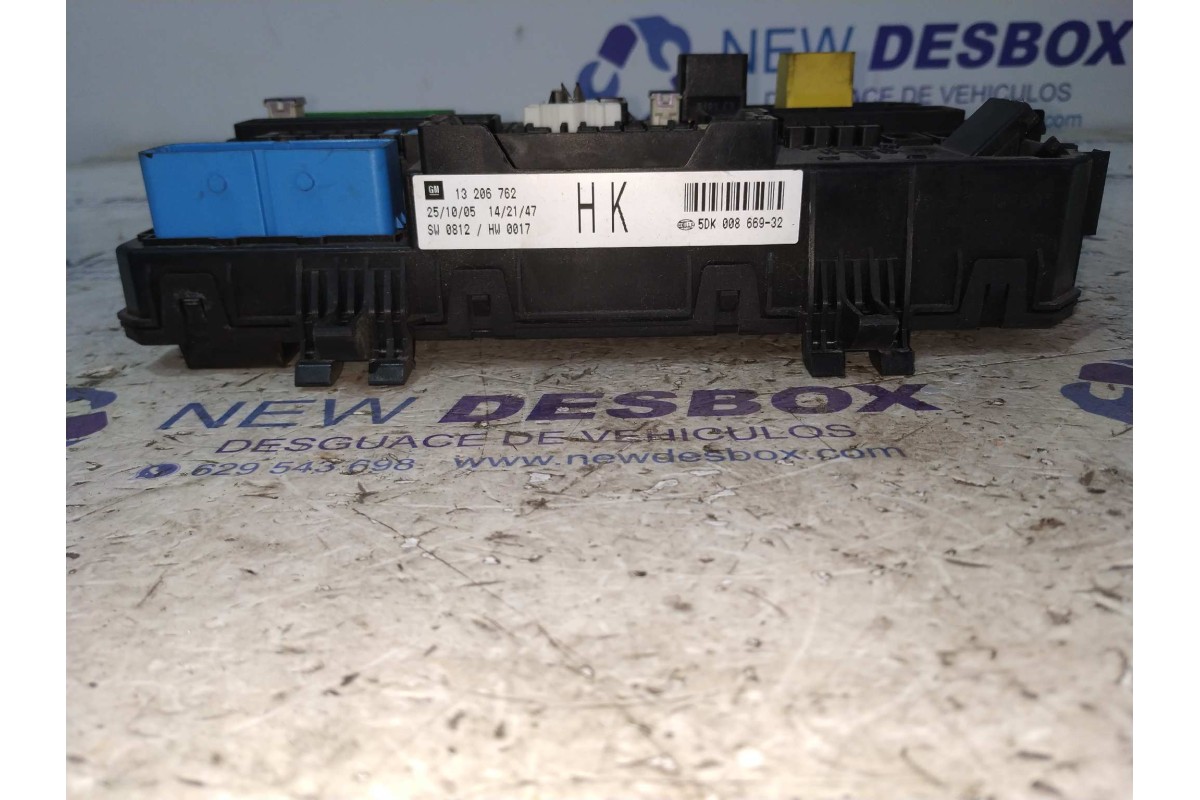 NEW DESBOX
DESGUACE DE VEHICULOS
GM 13 206 762
25/10/05 14/21/47
SW 0812 / HW 0017
HK
5DK 008 669-32
NEW DESBOX
DESGUACE DE VEHICULOS
629 543 698 www.newdesbox.com